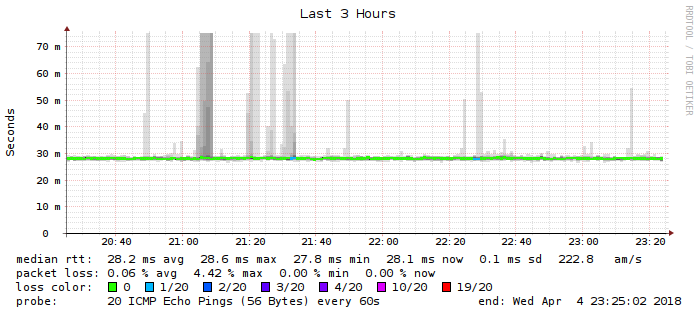 Last 3 Hours
RRDTOOL / TOBI OETIKER
Seconds
70 m
60 m
50 m
40 m
30 m
20 m
10 m
0
20:40 21:00 21:20 21:40 22:00 22:20 22:40 23:00 23:20
median rtt: 28.2 ms avg 28.6 ms max 27.8 ms min 28.1 ms now 0.1 ms sd 222.8 am/s
packet loss: 0.06 % avg 4.42 % max 0.00 % min 0.00 % now
loss color: 0 1/20 2/20 3/20 4/20 10/20 19/20
probe: 20 ICMP Echo Pings (56 Bytes) every 60s end: Wed Apr 4 23:25:02 2018